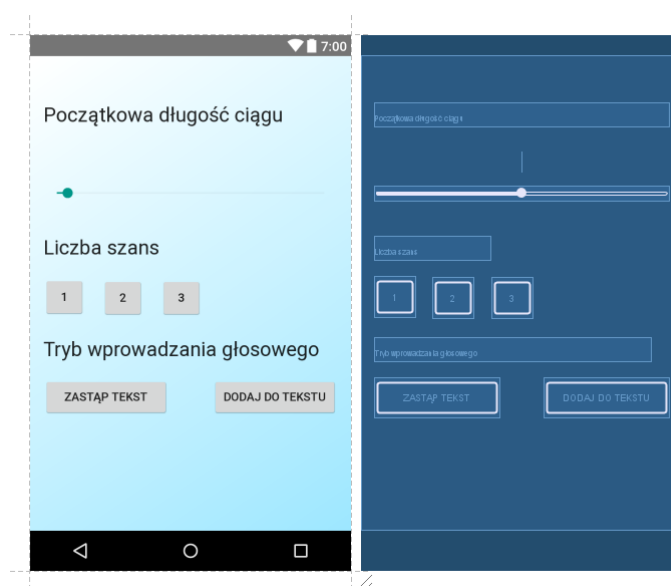 7:00
Początkowa długość ciągu
Liczba szans
1 2 3
Tryb wprowadzania głosowego
ZASTĄP TEKST DODAJ DO TEKSTU
Początkowa długość ciągu
Liczba szans
1 2 3
Tryb wprowadzania głosowego
ZASTĄP TEKST DODAJ DO TEKSTU